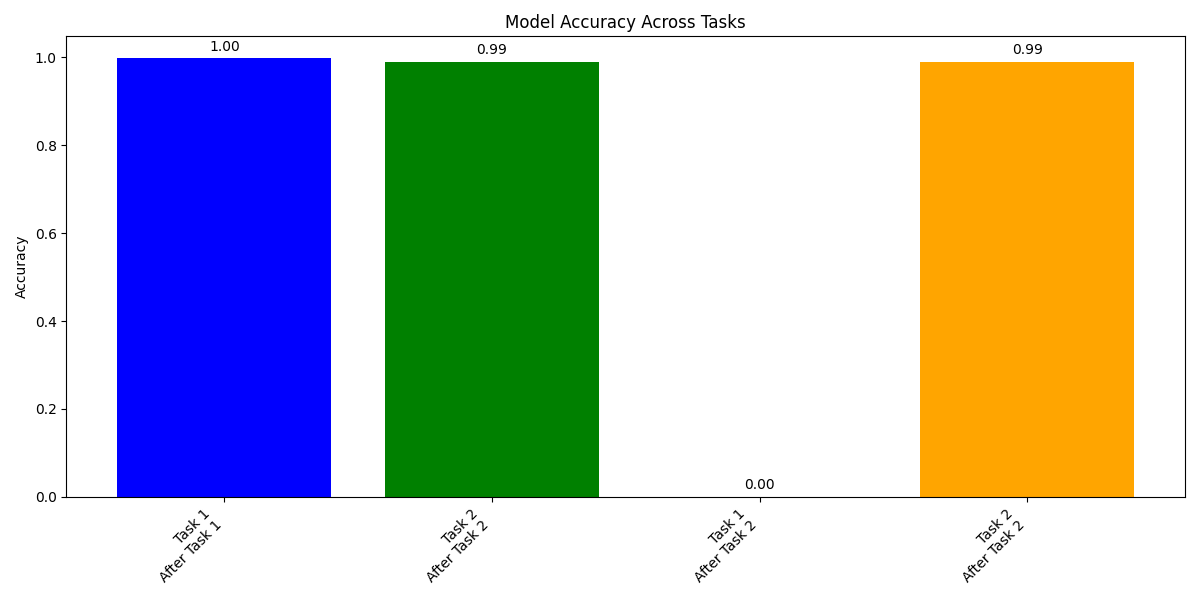 Model Accuracy Across Tasks
1.00
0.99
0.00
0.99
Accuracy
1.0
0.8
0.6
0.4
0.2
0.0
Task 1
After Task 1
Task 2
After Task 2
Task 1
After Task 2
Task 2
After Task 2